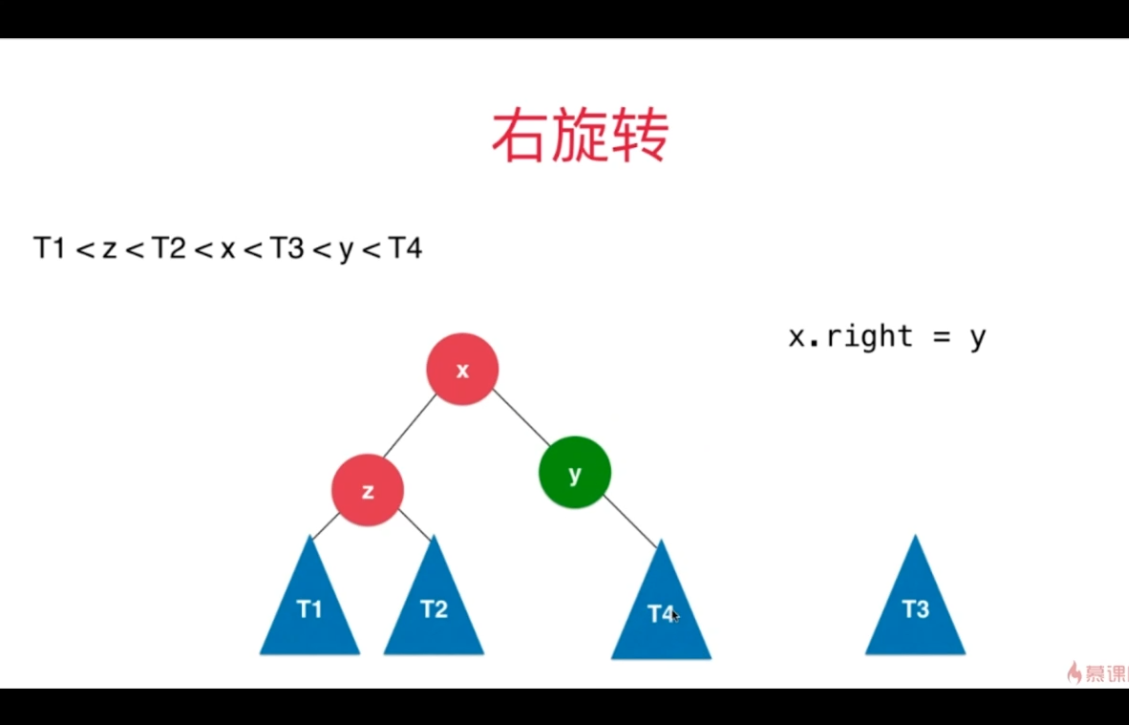 右旋转
T1 < z < T2 < x < T3 < y < T4
x.right = y
x
y
z
T1
T2
T4
T3
慕课